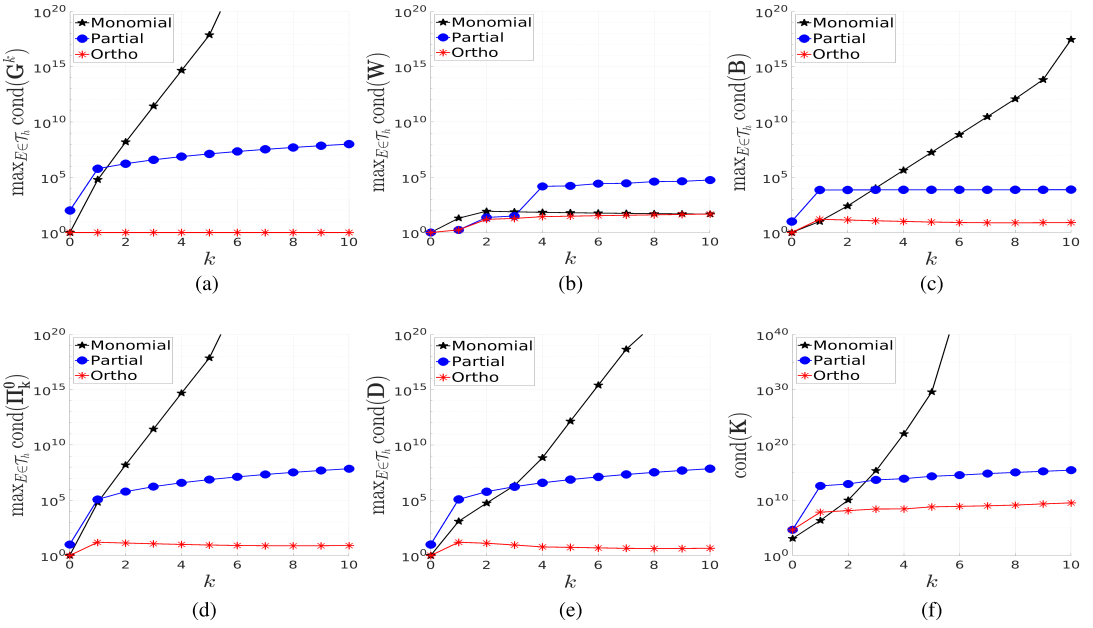 max_{E∈𝒯_h} cond(G^k)
10^20
10^15
10^10
10^5
10^0
Monomial
Partial
Ortho
0 2 4 6 8 10
k
(a)
max_{E∈𝒯_h} cond(W)
10^20
10^15
10^10
10^5
10^0
Monomial
Partial
Ortho
0 2 4 6 8 10
k
(b)
max_{E∈𝒯_h} cond(B)
10^20
10^15
10^10
10^5
10^0
Monomial
Partial
Ortho
0 2 4 6 8 10
k
(c)
max_{E∈𝒯_h} cond(Π^0_k)
10^20
10^15
10^10
10^5
10^0
Monomial
Partial
Ortho
0 2 4 6 8 10
k
(d)
max_{E∈𝒯_h} cond(D)
10^20
10^15
10^10
10^5
10^0
Monomial
Partial
Ortho
0 2 4 6 8 10
k
(e)
cond(K)
10^40
10^30
10^20
10^10
10^0
Monomial
Partial
Ortho
0 2 4 6 8 10
k
(f)